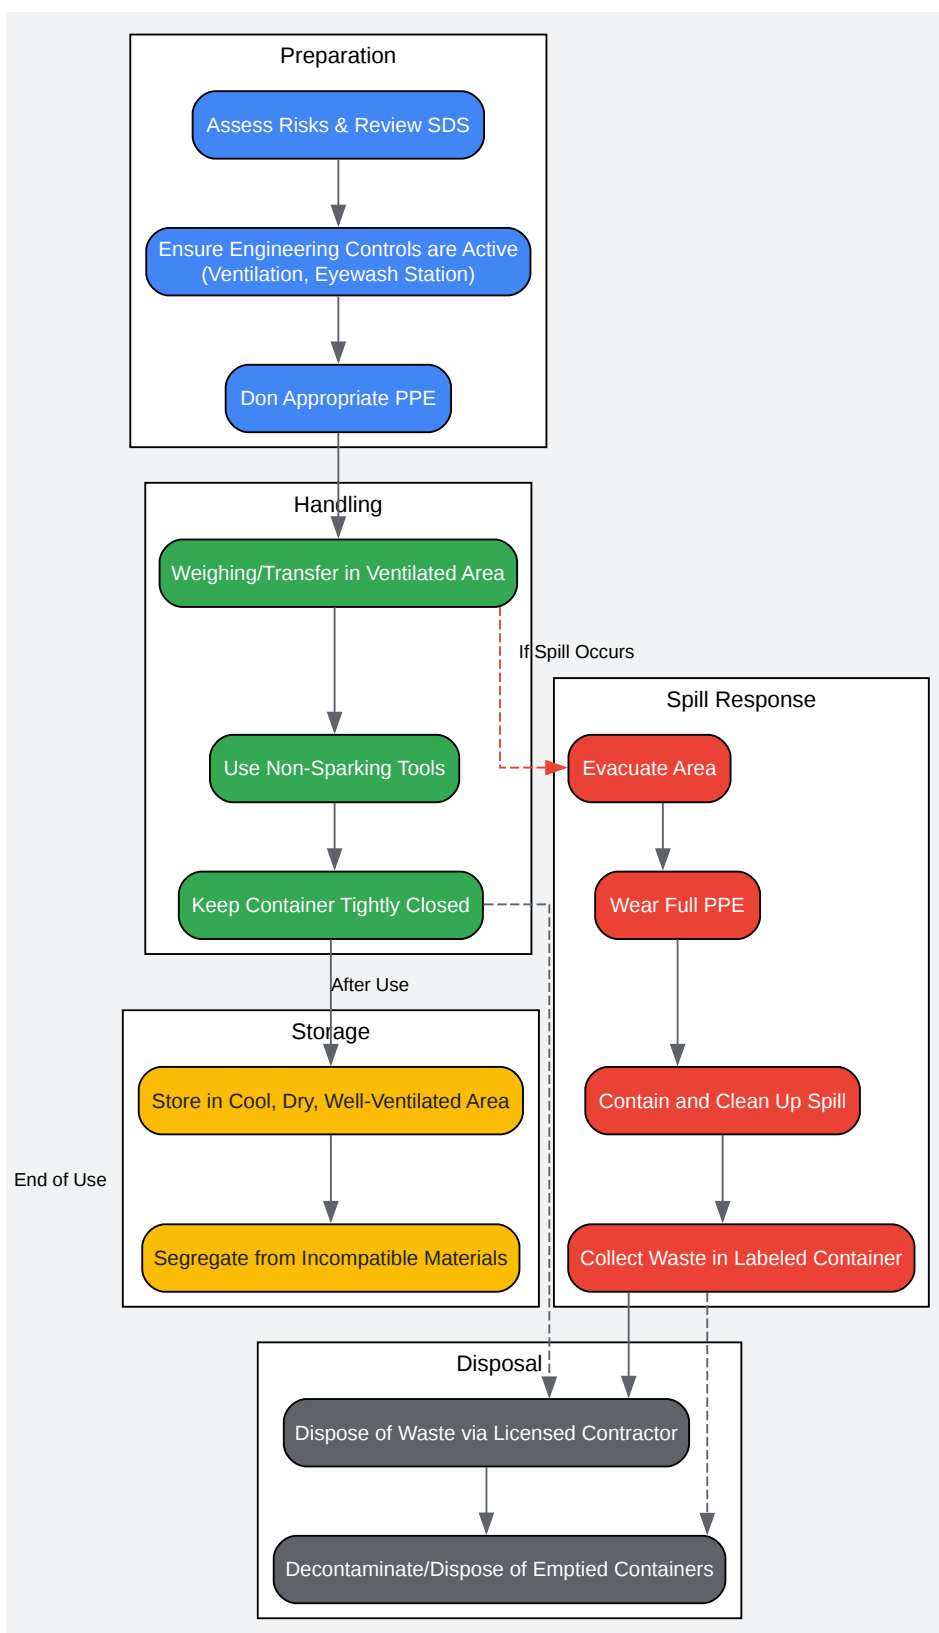 Preparation
Assess Risks & Review SDS
Ensure Engineering Controls are Active
(Ventilation, Eyewash Station)
Don Appropriate PPE
Handling
Weighing/Transfer in Ventilated Area
If Spill Occurs
Use Non-Sparking Tools
Keep Container Tightly Closed
After Use
Spill Response
Evacuate Area
Wear Full PPE
Contain and Clean Up Spill
Collect Waste in Labeled Container
Storage
Store in Cool, Dry, Well-Ventilated Area
End of Use
Segregate from Incompatible Materials
Disposal
Dispose of Waste via Licensed Contractor
Decontaminate/Dispose of Emptied Containers